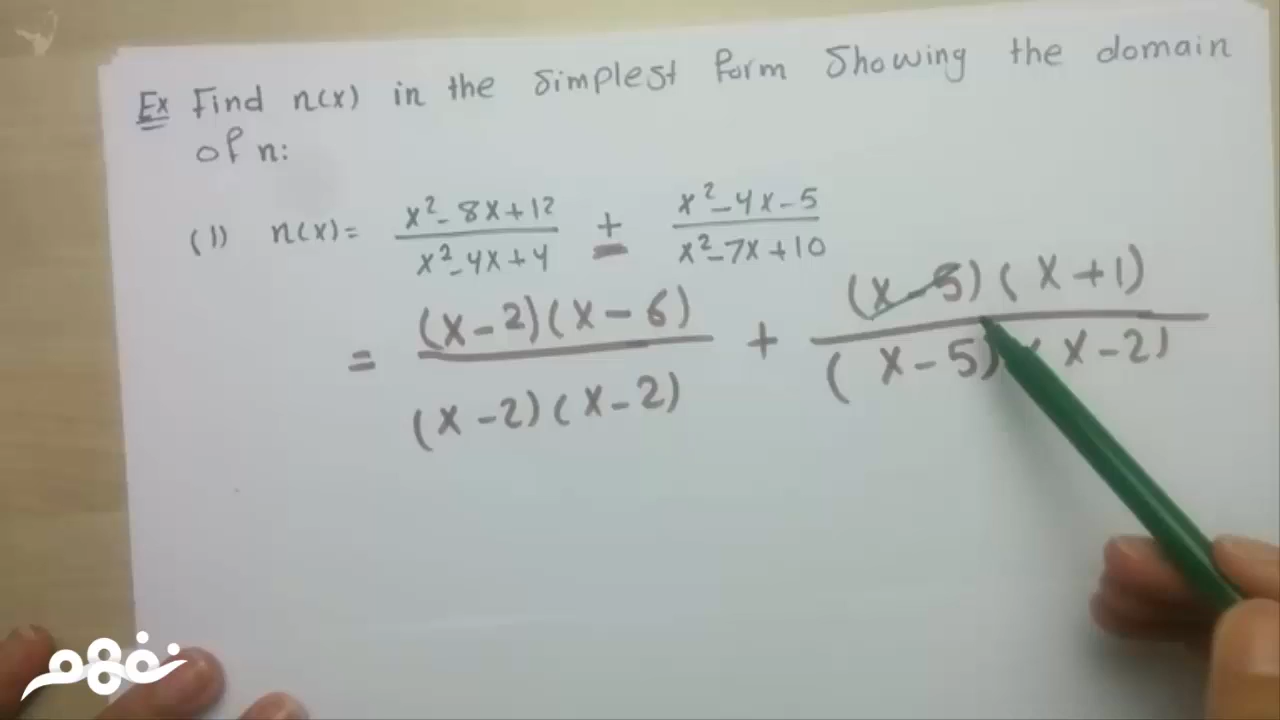 Ex Find n(x) in the simplest form showing the domain
of n:
(1) n(x) = x²-8x+12 / x²-4x+4 + x²-4x-5 / x²-7x+10
= (x-2)(x-6) / (x-2)(x-2) + (x-5)(x+1) / (x-5)(x-2)
نفهم